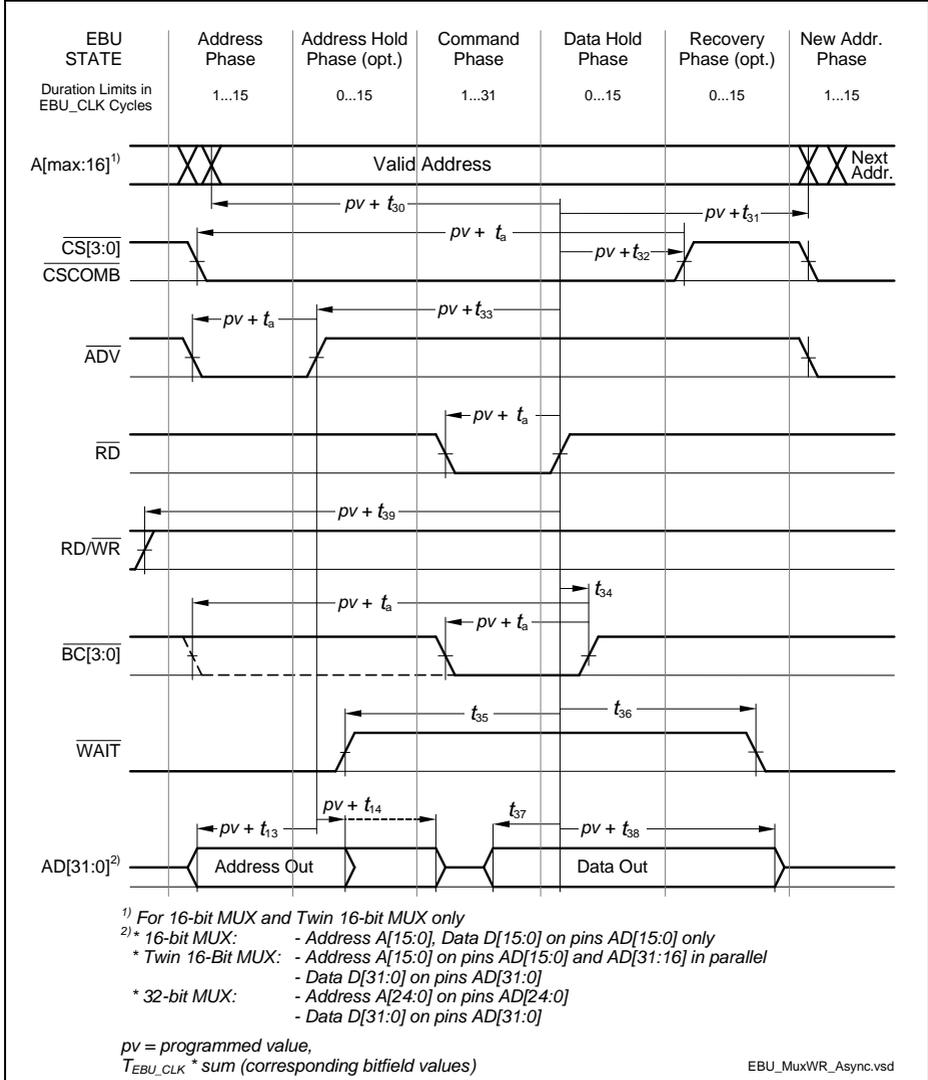 EBU STATE
Address Phase
Address Hold Phase (opt.)
Command Phase
Data Hold Phase
Recovery Phase (opt.)
New Addr. Phase
Duration Limits in EBU_CLK Cycles
1...15
0...15
1...31
0...15
0...15
1...15
A[max:16]1)
Valid Address
Next Addr.
pv + t30
pv + t31
pv + ta
CS[3:0]
CSCOMB
pv + t32
pv + ta
pv + t33
ADV
pv + ta
RD
pv + t39
RD/WR
t34
pv + ta
pv + ta
BC[3:0]
t35
t36
WAIT
pv + t14
t37
pv + t13
pv + t38
AD[31:0]2)
Address Out
Data Out
1) For 16-bit MUX and Twin 16-bit MUX only
2)* 16-bit MUX: - Address A[15:0], Data D[15:0] on pins AD[15:0] only
* Twin 16-Bit MUX: - Address A[15:0] on pins AD[15:0] and AD[31:16] in parallel
- Data D[31:0] on pins AD[31:0]
* 32-bit MUX: - Address A[24:0] on pins AD[24:0]
- Data D[31:0] on pins AD[31:0]
pv = programmed value,
TEBU_CLK * sum (corresponding bitfield values)
EBU_MuxWR_Async.vsd